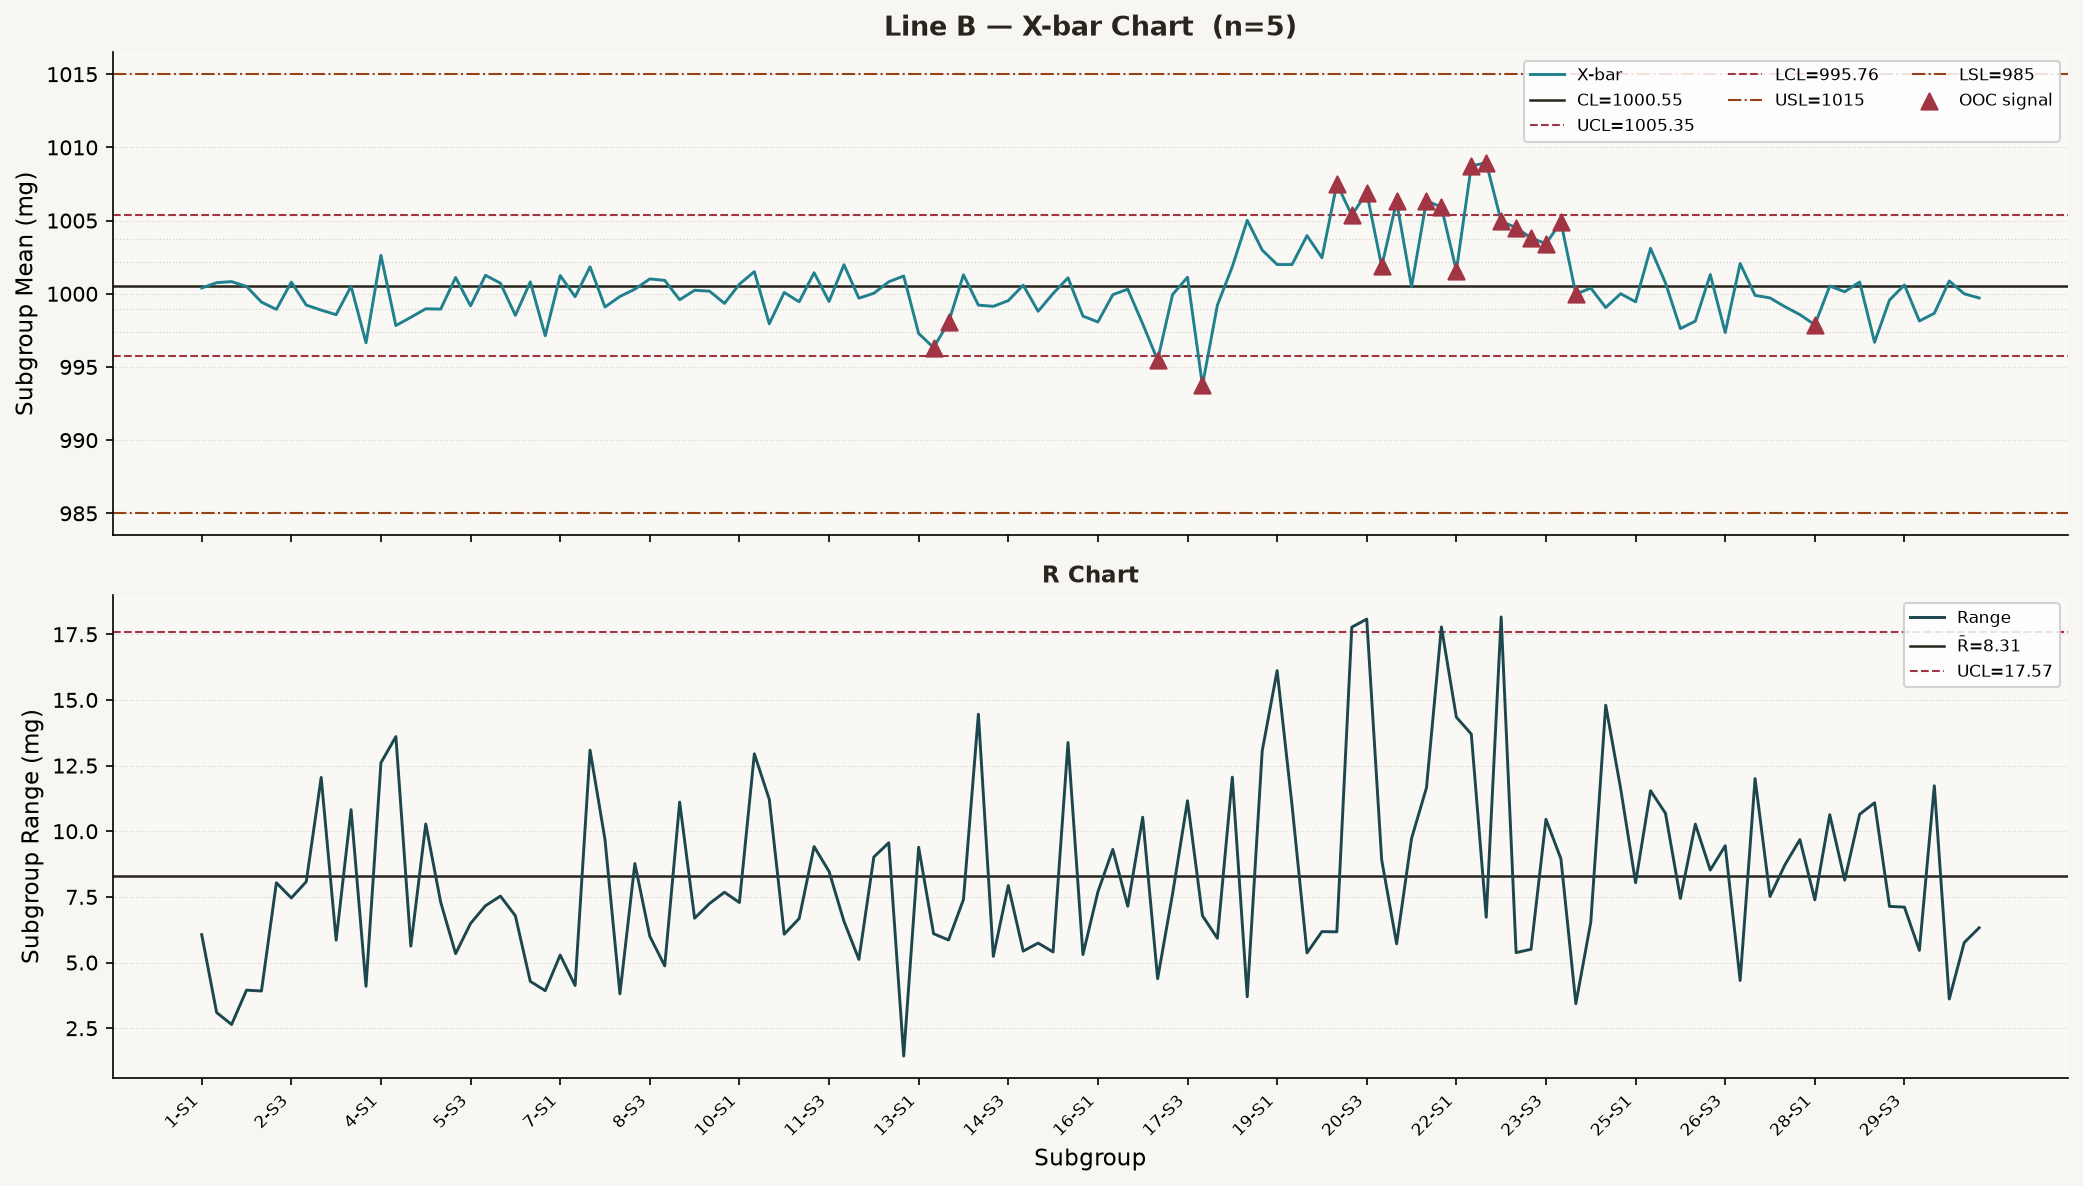 Line B — X-bar Chart  (n=5)
Subgroup Mean (mg)
1015
1010
1005
1000
995
990
985
X-bar
CL=1000.55
UCL=1005.35
LCL=995.76
USL=1015
LSL=985
OOC signal
R Chart
Subgroup Range (mg)
17.5
15.0
12.5
10.0
7.5
5.0
2.5
Range
R̄=8.31
UCL=17.57
1-S1
2-S3
4-S1
5-S3
7-S1
8-S3
10-S1
11-S3
13-S1
14-S3
16-S1
17-S3
19-S1
20-S3
22-S1
23-S3
25-S1
26-S3
28-S1
29-S3
Subgroup